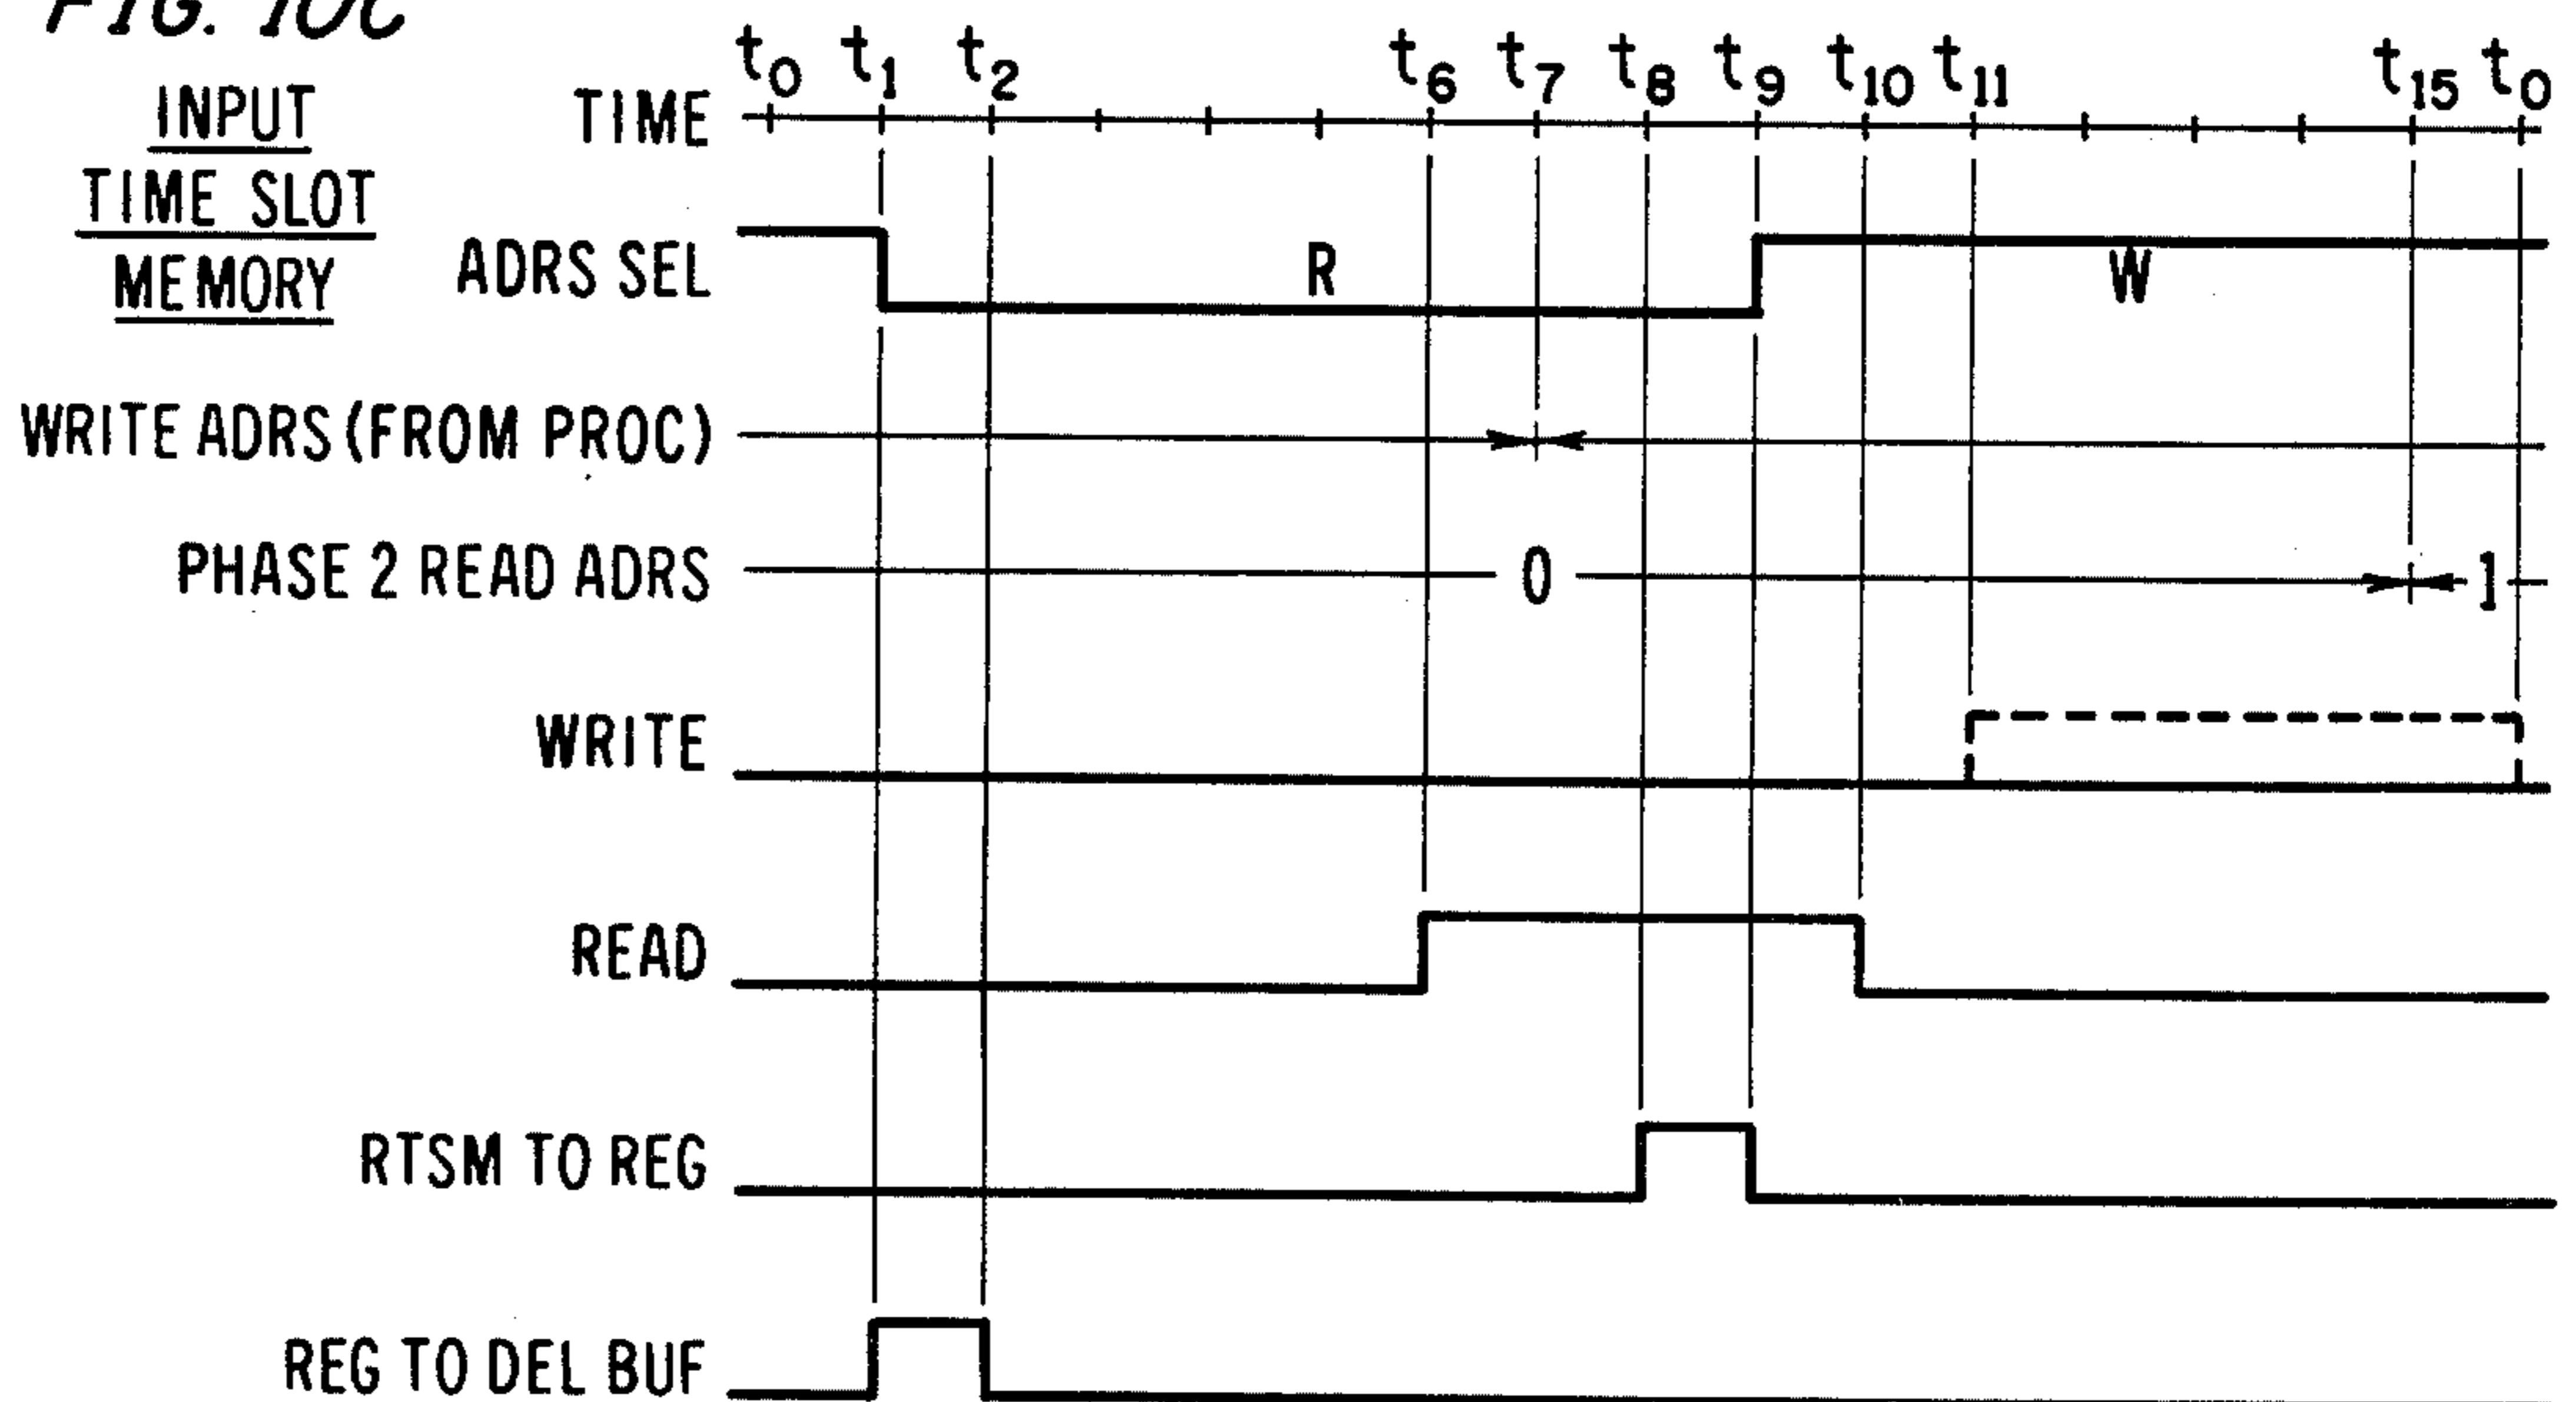 FIG. 10C
t0 t1 t2 t6 t7 t8 t9 t10 t11 t15 t0
INPUT
TIME SLOT
MEMORY
TIME
ADRS SEL
R
W
WRITE ADRS (FROM PROC)
PHASE 2 READ ADRS
0
1
WRITE
READ
RTSM TO REG
REG TO DEL BUF